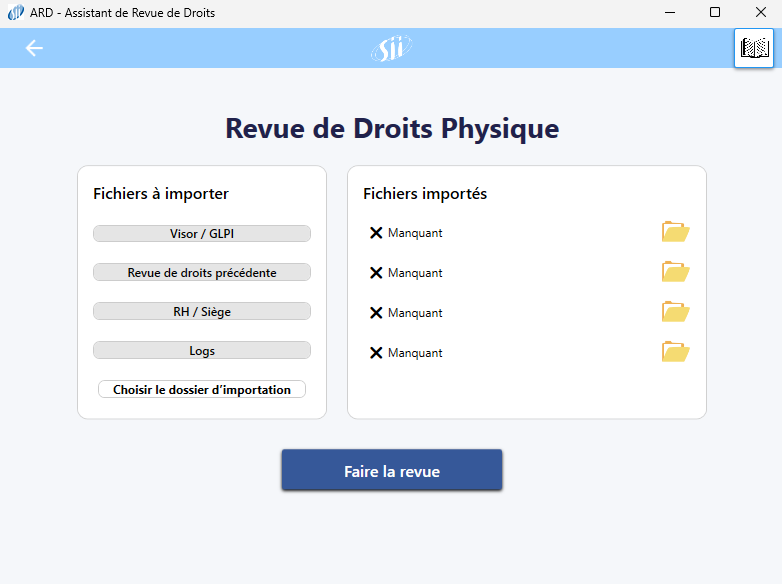 ARD - Assistant de Revue de Droits
Sii
Revue de Droits Physique
Fichiers à importer
Visor / GLPI
Revue de droits précédente
RH / Siège
Logs
Choisir le dossier d’importation
Fichiers importés
Manquant
Manquant
Manquant
Manquant
Faire la revue